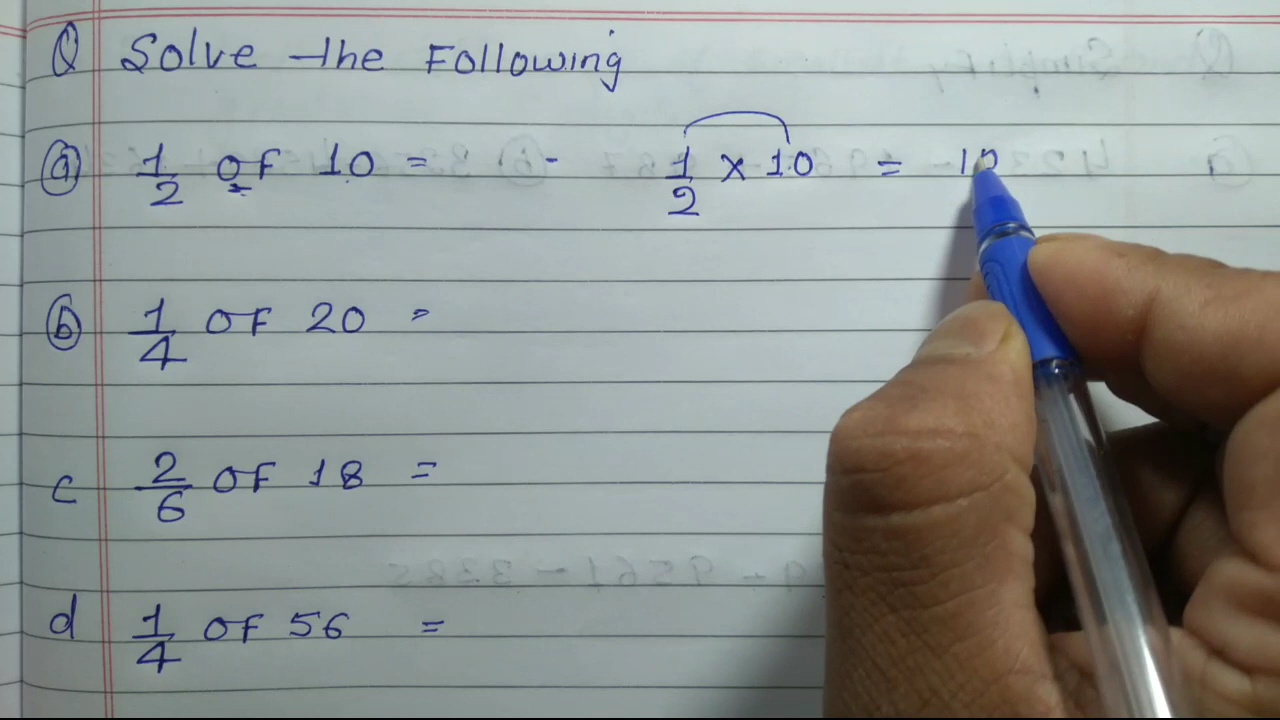 Q Solve the Following
a 1/2 of 10 = - 1/2 × 10 = 10
b 1/4 of 20 =
c 2/6 of 18 =
d 1/4 of 56 =